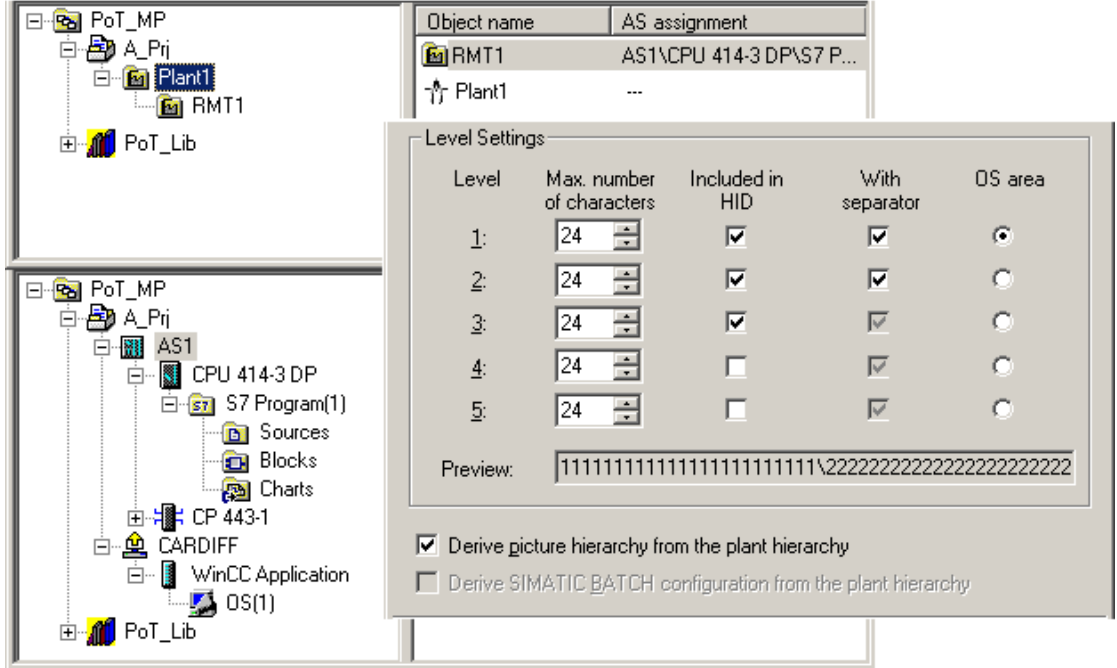 PoT_MP
A_Prj
Plant1
RMT1
PoT_Lib
Object name AS assignment
RMT1 AS1\CPU 414-3 DP\S7 P...
Plant1 ---
Level Settings
Level Max. number of characters Included in HID With separator OS area
1: 24
2: 24
3: 24
4: 24
5: 24
Preview: 111111111111111111111111\222222222222222222222222
Derive picture hierarchy from the plant hierarchy
Derive SIMATIC BATCH configuration from the plant hierarchy
PoT_MP
A_Prj
AS1
CPU 414-3 DP
S7 Program(1)
Sources
Blocks
Charts
CP 443-1
CARDIFF
WinCC Application
OS(1)
PoT_Lib